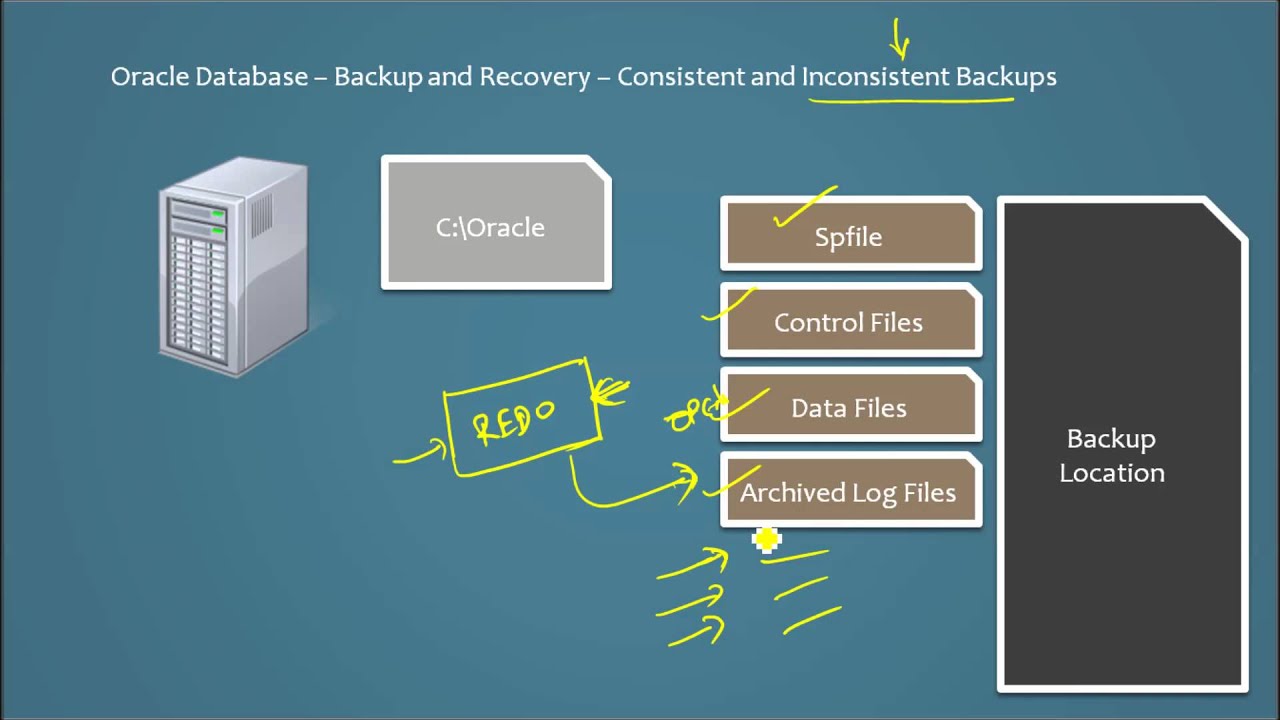 Oracle Database – Backup and Recovery – Consistent and Inconsistent Backups
C:\Oracle
Spfile
Control Files
REDO
Data Files
Archived Log Files
Backup
Location